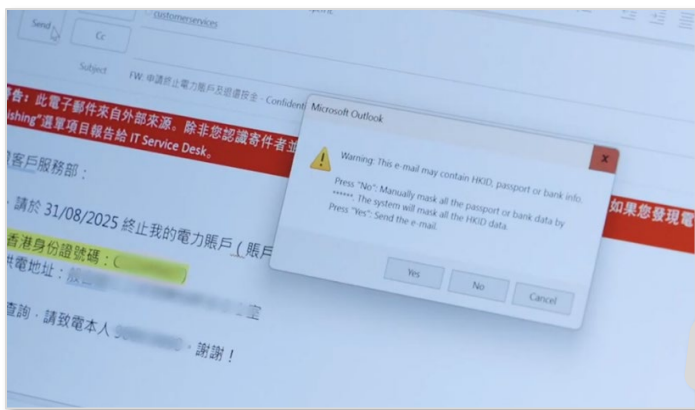 Send
Cc
customerservices
Subject
FW: 申請終止電力賬戶及退還按金 - Confident
告：此電子郵件來自外部來源。除非您認識寄件者並
如果您發現電
ishing"選單項目報告給 IT Service Desk。
客戶服務部：
請於 31/08/2025 終止我的電力賬戶 ( 賬戶
香港身份證號碼：
供電地址：
室
查詢，請致電本人
，謝謝！
Microsoft Outlook
Warning: This e-mail may contain HKID, passport or bank info.
Press "No": Manually mask all the passport or bank data by
******. The system will mask all the HKID data.
Press "Yes": Send the e-mail.
Yes
No
Cancel